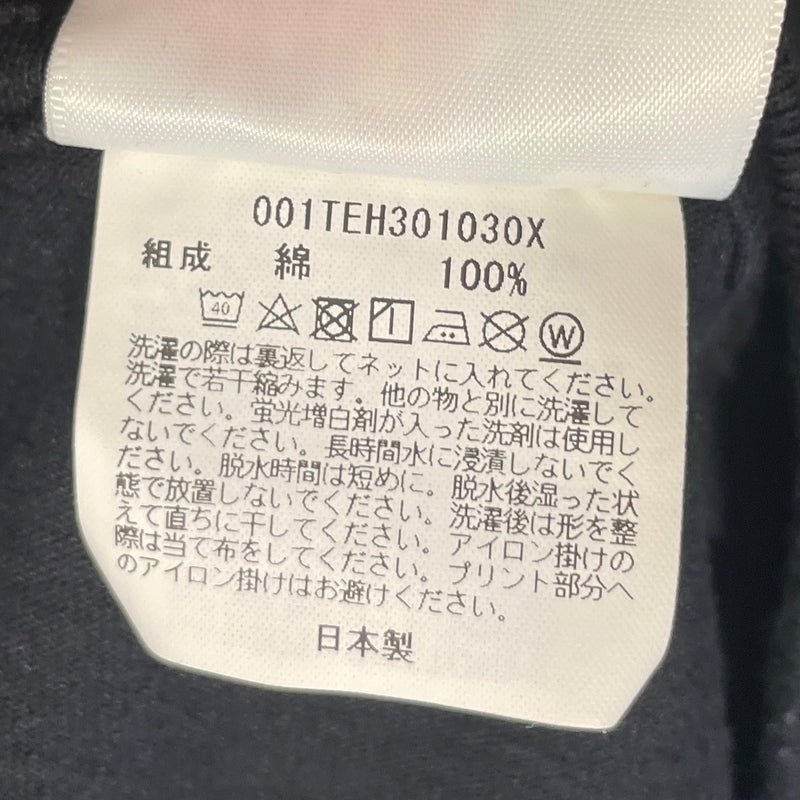 001TEH301030X
組成 綿 100%
40 W
洗濯の際は裏返してネットに入れてください。
洗濯で若干縮みます。他の物と別に洗濯して
ください。蛍光増白剤が入った洗剤は使用し
ないでください。長時間水に浸漬しないでく
ださい。脱水時間は短めに。脱水後湿った状
態で放置しないでください。洗濯後は形を整
えて直ちに干してください。アイロン掛けの
際は当て布をしてください。プリント部分へ
のアイロン掛けはお避けください。
日本製